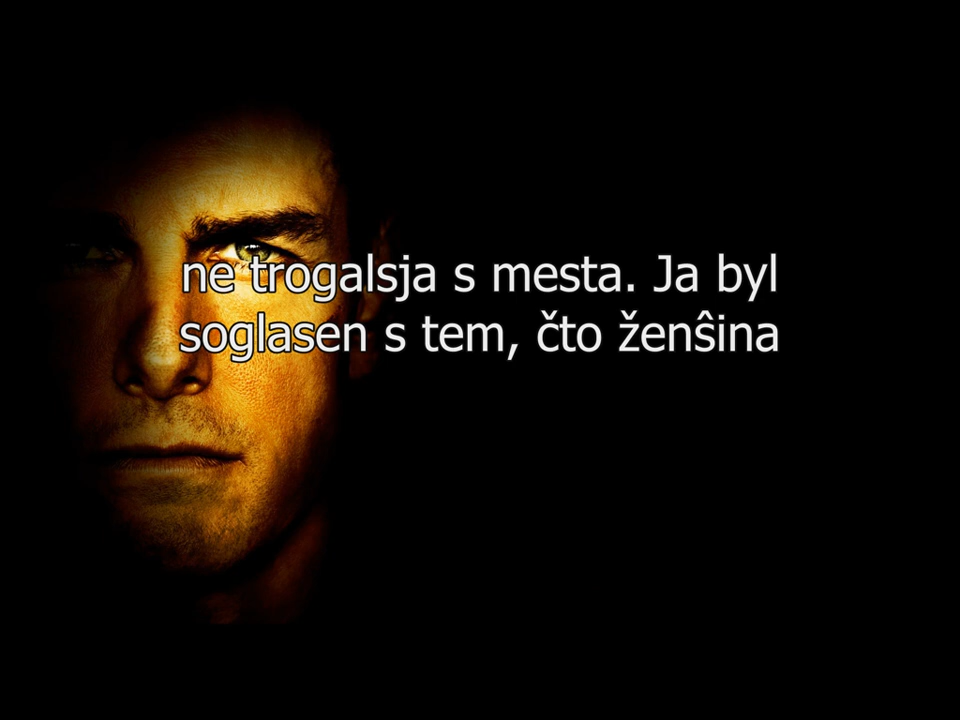 ne trogalsja s mesta. Ja byl
soglasen s tem, čto ženŝina